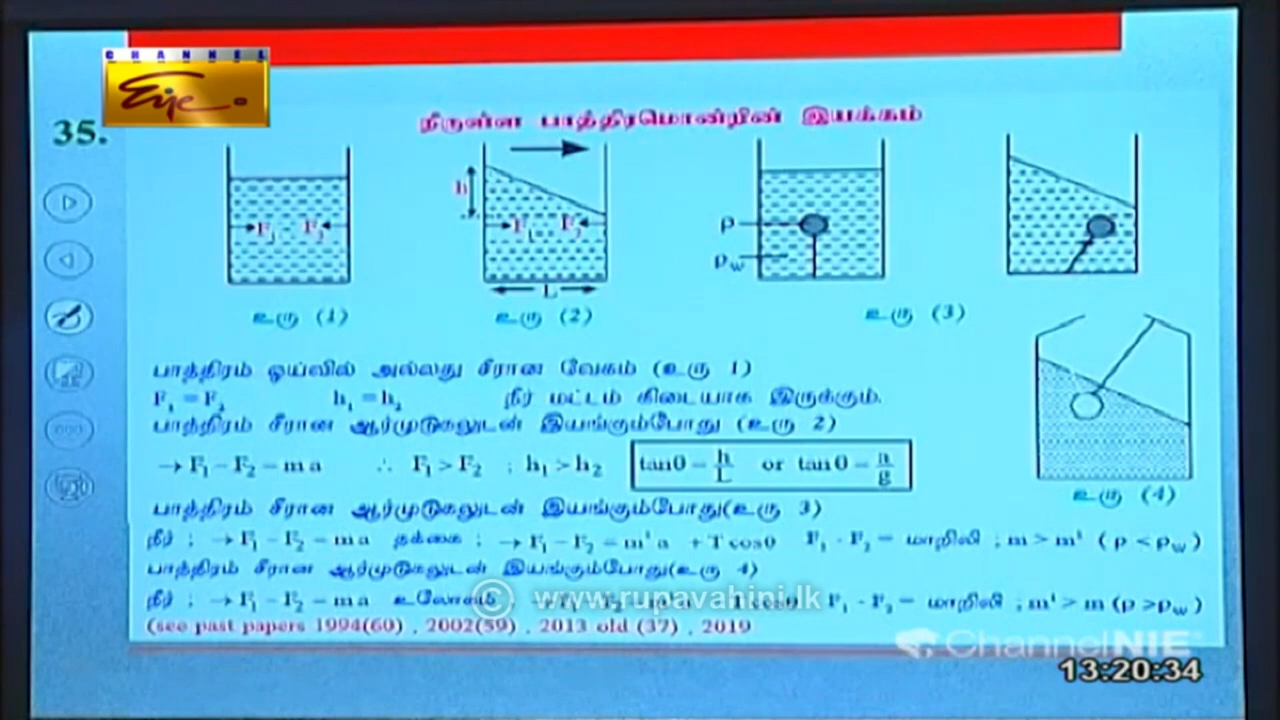 CHANNEL
Eye
35.
நீருள்ள பாத்திரமொன்றின் இயக்கம்
h
F₁ F₂
F₁ F₂
L
ρ
ρw
உரு (1)
உரு (2)
உரு (3)
உரு (4)
பாத்திரம் ஓய்வில் அல்லது சீரான வேகம் (உரு 1)
F₁ = F₂ h₁ = h₂ நீர் மட்டம் கிடையாக இருக்கும்.
பாத்திரம் சீரான ஆர்முடுகலுடன் இயங்கும்போது (உரு 2)
→ F₁ – F₂ = ma ∴ F₁ > F₂ ; h₁ > h₂ tanθ = h/L or tanθ = a/g
பாத்திரம் சீரான ஆர்முடுகலுடன் இயங்கும்போது(உரு 3)
நீர் ; → F₁ – F₂ = ma தக்கை ; → F₁ – F₂ = m'a + T cosθ F₁ - F₂ = மாறிலி ; m > m' (ρ < ρw)
பாத்திரம் சீரான ஆர்முடுகலுடன் இயங்கும்போது(உரு 4)
நீர் ; → F₁ – F₂ = ma உலோகம் F₁ - F₂ = மாறிலி ; m' > m (ρ > ρw)
© www.rupavahini.lk
(see past papers 1994(60) , 2002(59) , 2013 old (37) , 2019
ChannelNIE
13:20:34